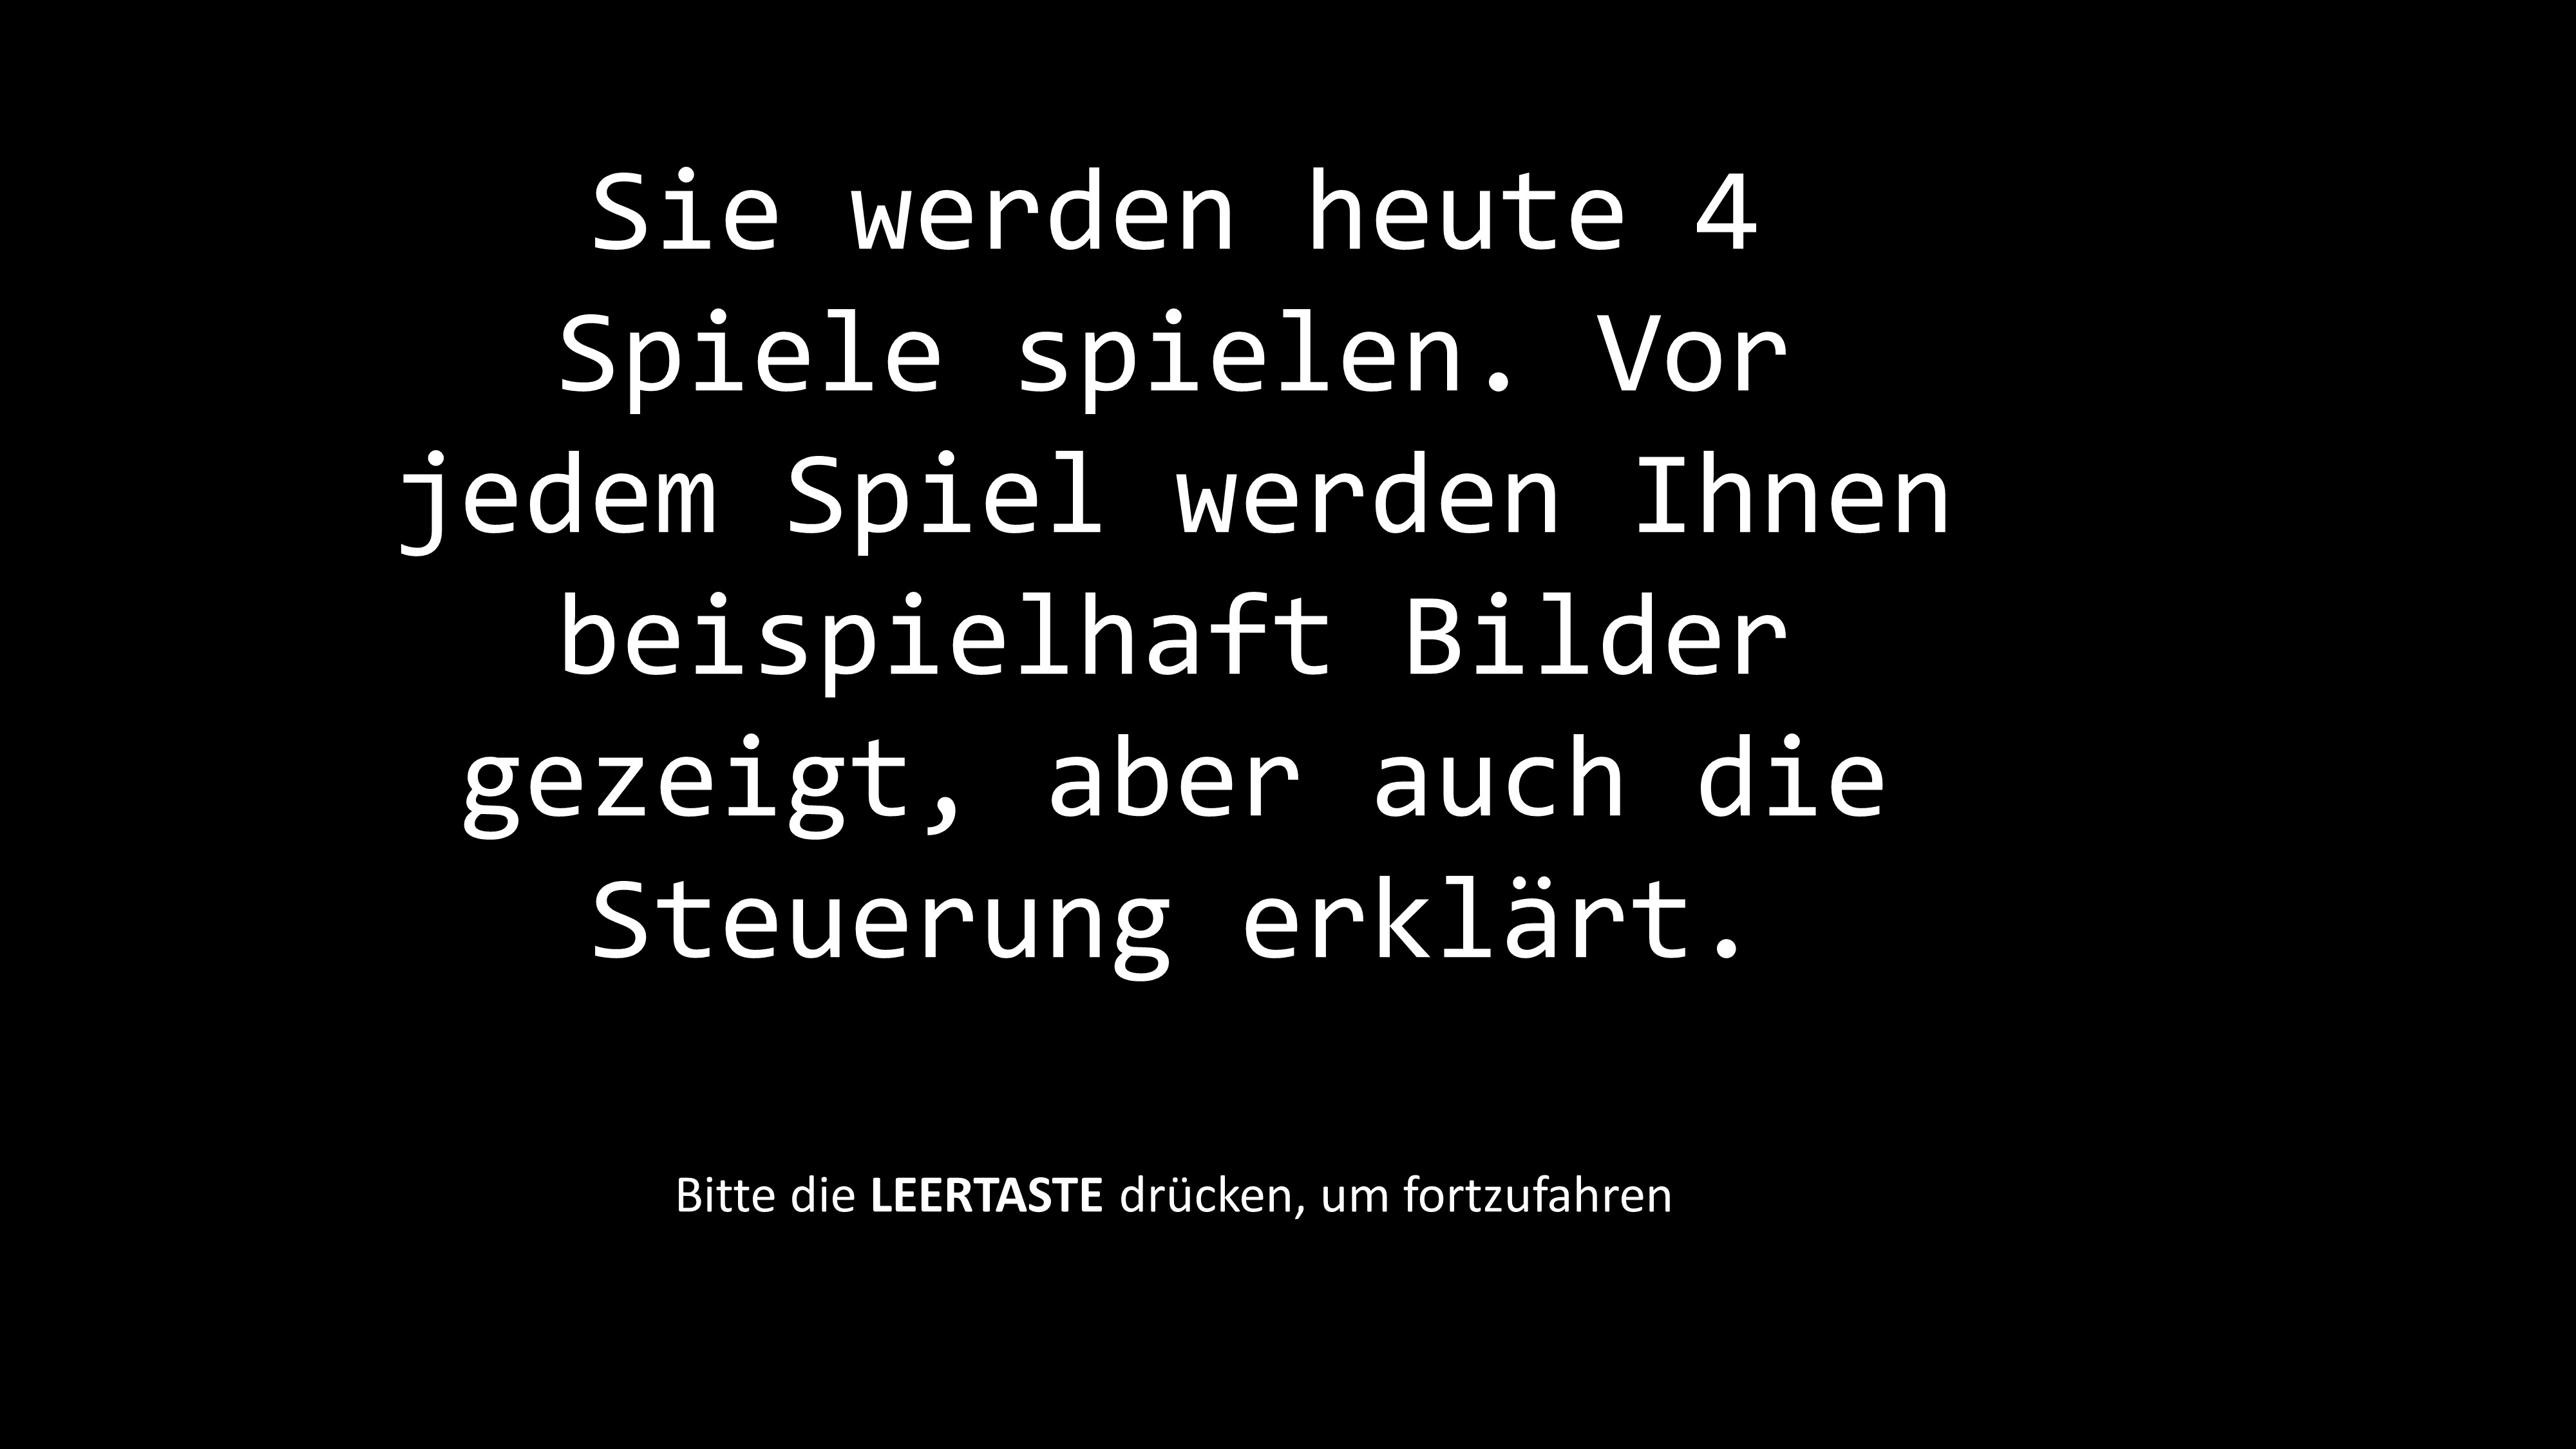 Sie werden heute 4
Spiele spielen. Vor
jedem Spiel werden Ihnen
beispielhaft Bilder
gezeigt, aber auch die
Steuerung erklärt.
Bitte die LEERTASTE drücken, um fortzufahren